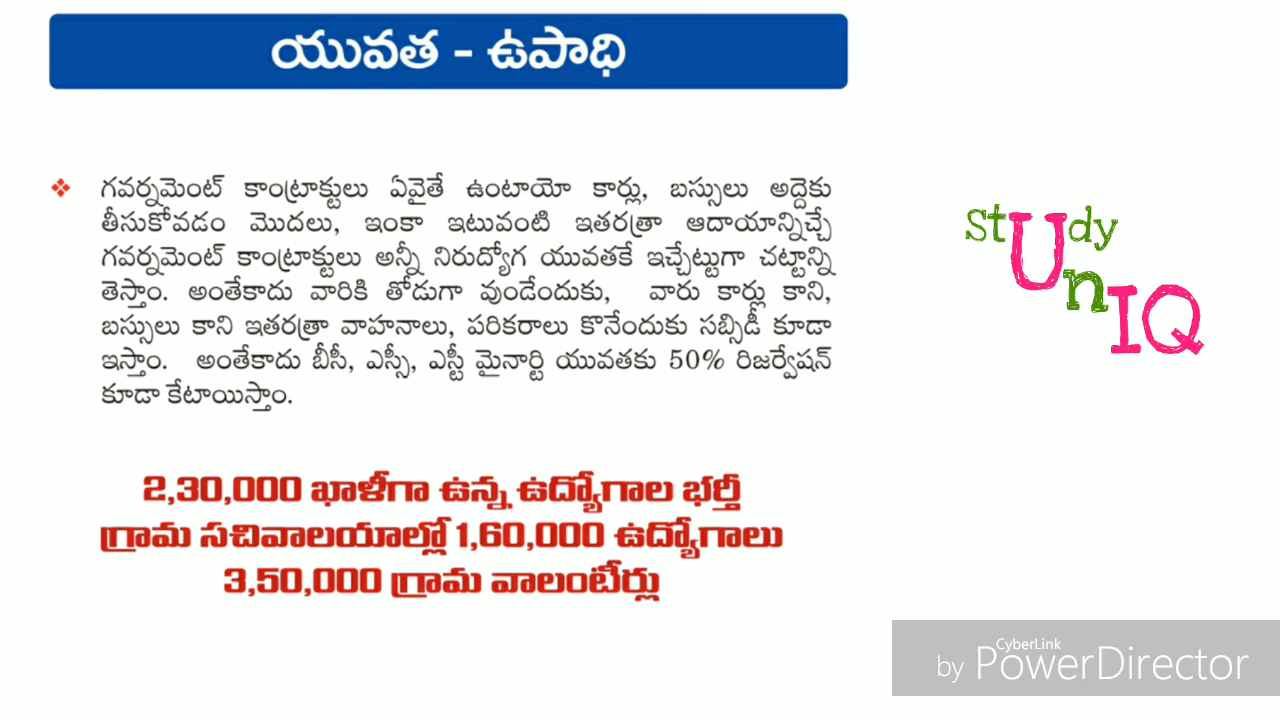 యువత - ఉపాధి
❖ గవర్నమెంట్ కాంట్రాక్టులు ఏవైతే ఉంటాయో కార్లు, బస్సులు అద్దెకు
తీసుకోవడం మొదలు, ఇంకా ఇటువంటి ఇతరత్రా ఆదాయాన్నిచ్చే
గవర్నమెంట్ కాంట్రాక్టులు అన్నీ నిరుద్యోగ యువతకే ఇచ్చేట్టుగా చట్టాన్ని
తెస్తాం. అంతేకాదు వారికి తోడుగా వుండేందుకు, వారు కార్లు కాని,
బస్సులు కాని ఇతరత్రా వాహనాలు, పరికరాలు కొనేందుకు సబ్సిడీ కూడా
ఇస్తాం. అంతేకాదు బీసీ, ఎస్సీ, ఎస్టీ మైనార్టి యువతకు 50% రిజర్వేషన్
కూడా కేటాయిస్తాం.
2,30,000 ఖాళీగా ఉన్న ఉద్యోగాల భర్తీ
గ్రామ సచివాలయాల్లో 1,60,000 ఉద్యోగాలు
3,50,000 గ్రామ వాలంటీర్లు
stUdy
n
IQ
CyberLink
by PowerDirector